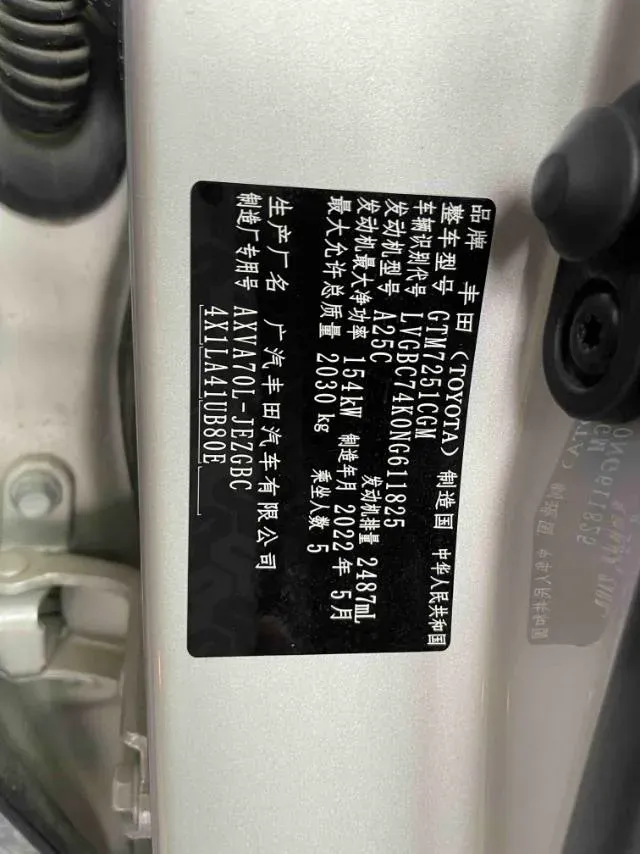 品牌 丰田（TOYOTA） 制造国 中华人民共和国
整车型号 GTM7251CGM
车辆识别代号 LVGBC74K0NG611825
发动机型号 A25C 发动机排量 2487mL
发动机最大净功率 154kW 制造年月 2022年 5月
最大允许总质量 2030 kg 乘坐人数 5
生产厂名 广汽丰田汽车有限公司
制造厂专用号 AXVA70L-JEZGBC
4X1LA41UB80E